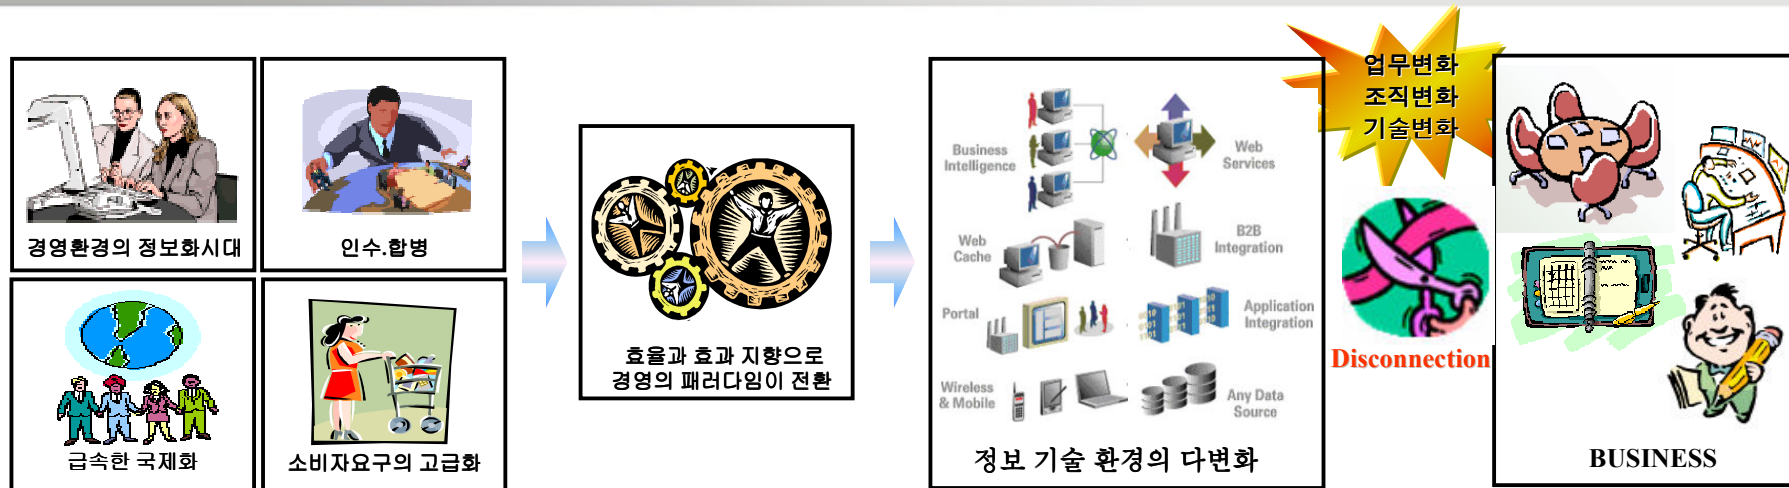 경영환경의 정보화시대
인수.합병
급속한 국제화
소비자요구의 고급화
효율과 효과 지향으로
경영의 패러다임이 전환
Business
Intelligence
Web
Services
Web
Cache
B2B
Integration
Portal
Application
Integration
Wireless
& Mobile
Any Data
Source
정보 기술 환경의 다변화
업무변화
조직변화
기술변화
Disconnection
BUSINESS